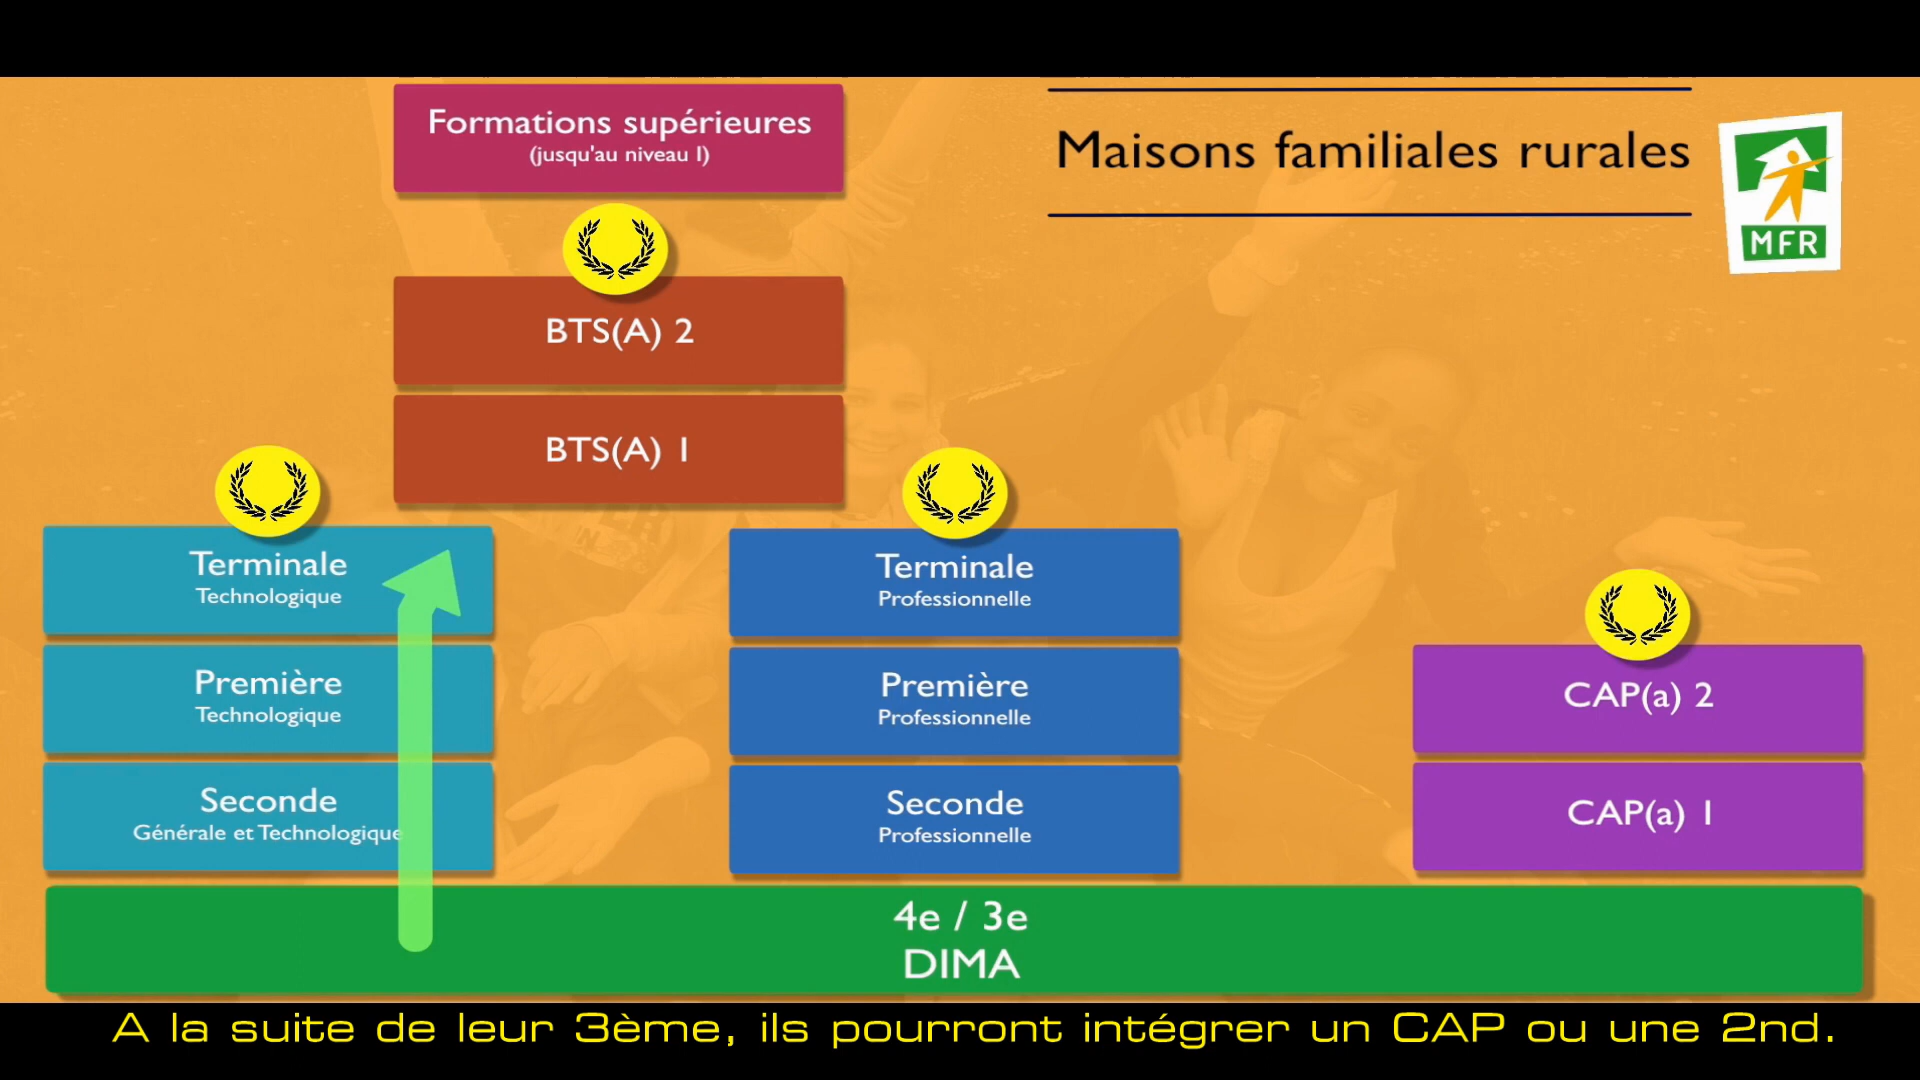 Formations supérieures
(jusqu'au niveau I)
Maisons familiales rurales
MFR
BTS(A) 2
BTS(A) 1
Terminale
Technologique
Première
Technologique
Seconde
Générale et Technologique
Terminale
Professionnelle
Première
Professionnelle
Seconde
Professionnelle
CAP(a) 2
CAP(a) 1
4e / 3e
DIMA
A la suite de leur 3ème, ils pourront intégrer un CAP ou une 2nd.